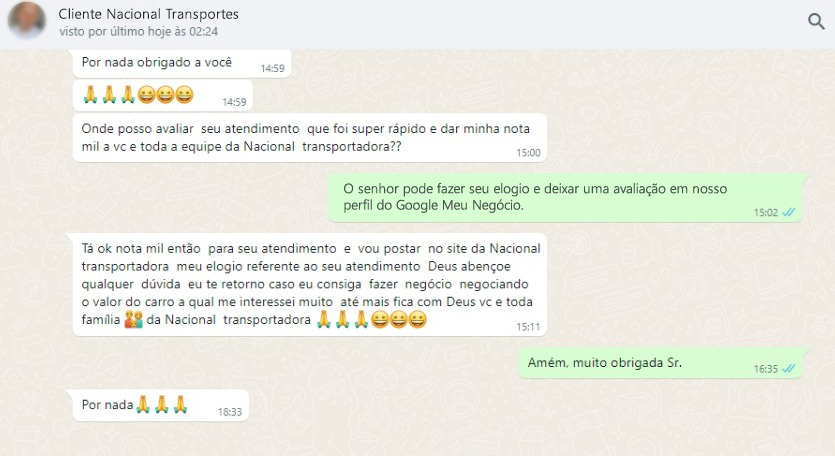 Cliente Nacional Transportes
visto por último hoje às 02:24
Por nada obrigado a você
14:59
🙏🙏🙏😀😀😀
14:59
Onde posso avaliar seu atendimento que foi super rápido e dar minha nota
mil a vc e toda a equipe da Nacional transportadora??
15:00
O senhor pode fazer seu elogio e deixar uma avaliação em nosso
perfil do Google Meu Negócio.
15:02
Tá ok nota mil então para seu atendimento e vou postar no site da Nacional
transportadora meu elogio referente ao seu atendimento Deus abençoe
qualquer dúvida eu te retorno caso eu consiga fazer negócio negociando
o valor do carro a qual me interessei muito até mais fica com Deus vc e toda
família 👨‍👩‍👧‍👦 da Nacional transportadora 🙏🙏🙏😀😀😀
15:11
Amém, muito obrigada Sr.
16:35
Por nada🙏🙏🙏
18:33